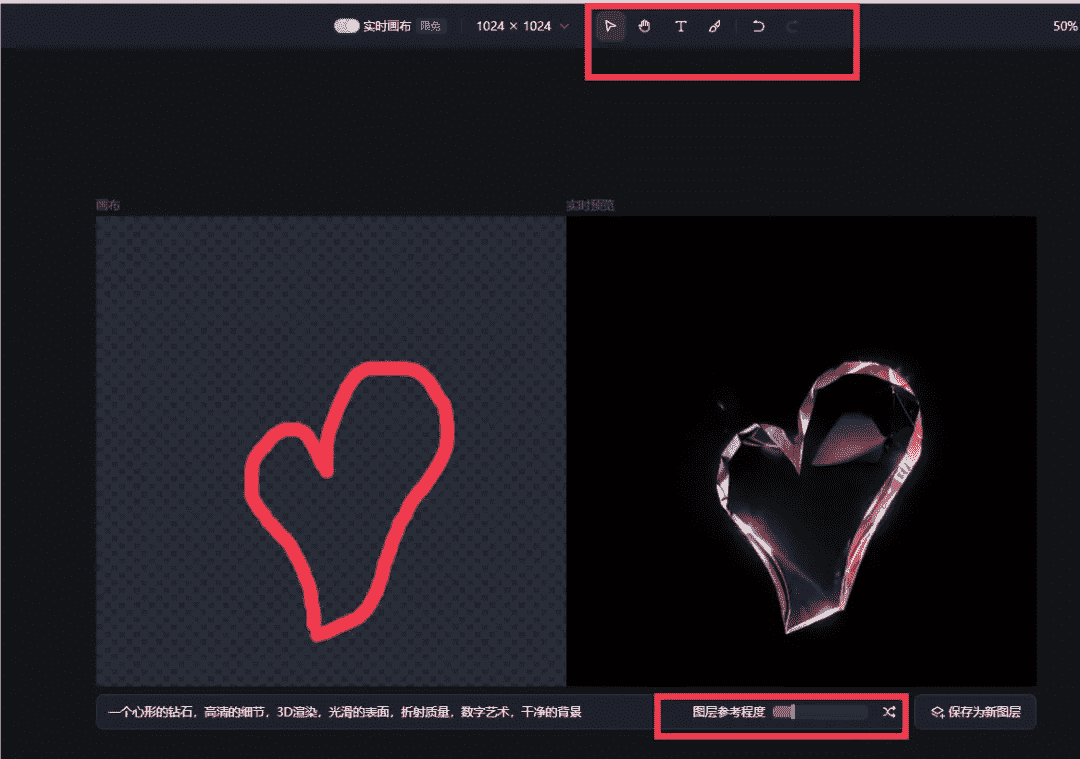 实时画布 限免 1024 × 1024 T 50%
画布 实时预览
一个心形的钻石，高清的细节，3D渲染，光滑的表面，折射质量，数字艺术，干净的背景 图层参考程度 保存为新图层